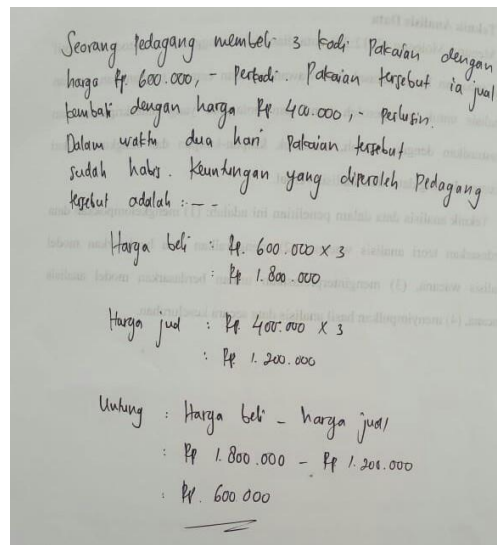 Seorang Pedagang membeli 3 kodi Pakaian dengan
harga Rp. 600.000,- Perkodi. Pakaian tersebut ia jual
kembali dengan harga Rp 400.000,- perlusin.
Dalam waktu dua hari Pakaian tersebut
sudah habis. Keuntungan yang diperoleh Pedagang
tersebut adalah : ---
Harga beli : Rp. 600.000 x 3
: Rp 1.800.000
Harga jual : Rp. 400.000 x 3
: Rp. 1.200.000
Untung : Harga beli - harga jual
: Rp 1.800.000 - Rp 1.200.000
: Rp. 600 000